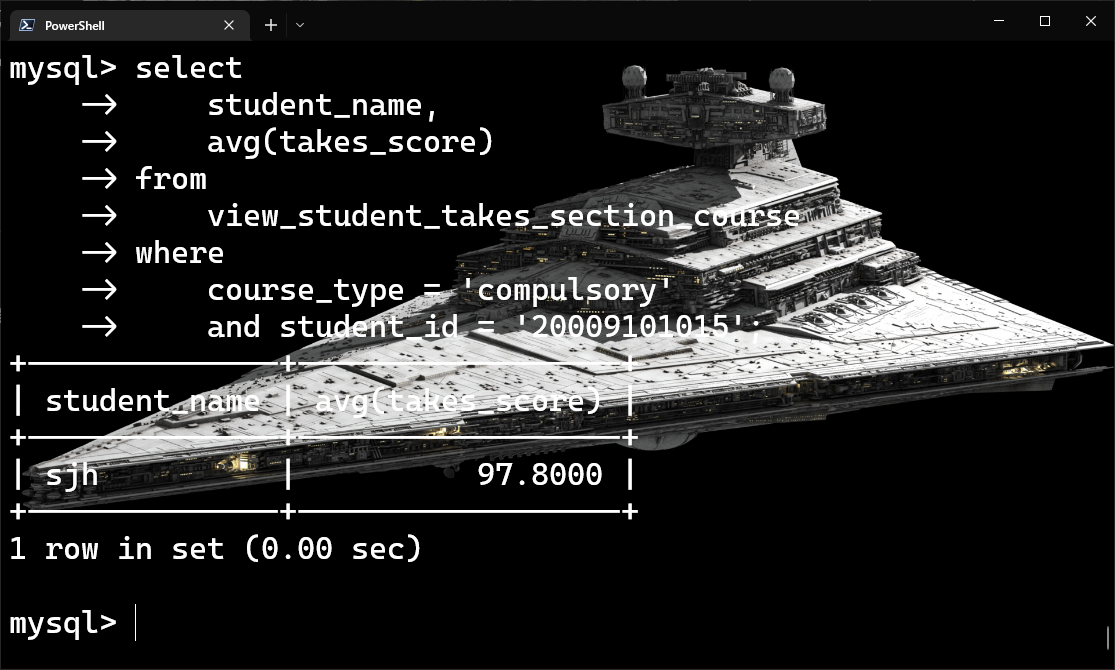 PowerShell
mysql> select
-> student_name,
-> avg(takes_score)
-> from
-> view_student_takes_section_course
-> where
-> course_type = 'compulsory'
-> and student_id = '20009101015';
+--------------+------------------+
| student_name | avg(takes_score) |
+--------------+------------------+
| sjh | 97.8000 |
+--------------+------------------+
1 row in set (0.00 sec)
mysql>